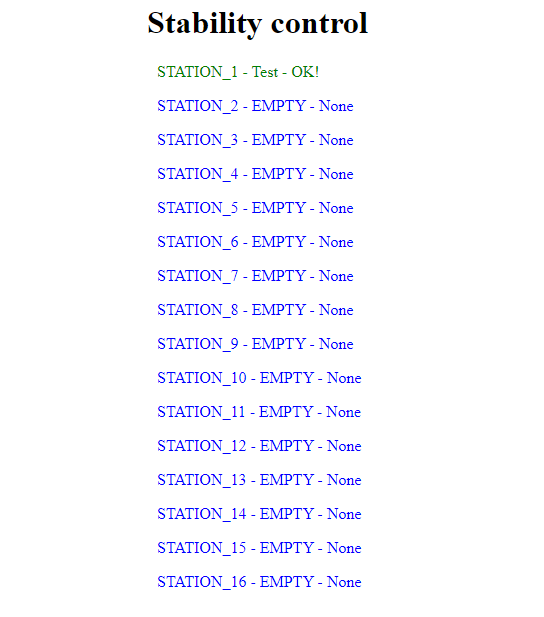 Stability control
STATION_1 - Test - OK!
STATION_2 - EMPTY - None
STATION_3 - EMPTY - None
STATION_4 - EMPTY - None
STATION_5 - EMPTY - None
STATION_6 - EMPTY - None
STATION_7 - EMPTY - None
STATION_8 - EMPTY - None
STATION_9 - EMPTY - None
STATION_10 - EMPTY - None
STATION_11 - EMPTY - None
STATION_12 - EMPTY - None
STATION_13 - EMPTY - None
STATION_14 - EMPTY - None
STATION_15 - EMPTY - None
STATION_16 - EMPTY - None